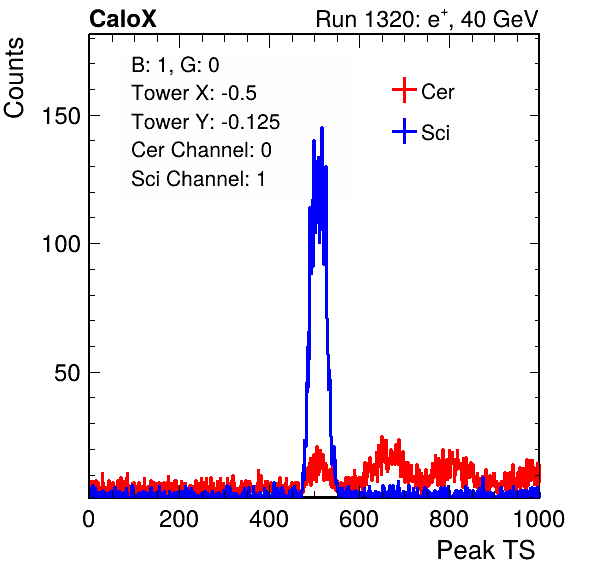 CaloX Run 1320: e⁺, 40 GeV
Counts
B: 1, G: 0
Tower X: -0.5
Tower Y: -0.125
Cer Channel: 0
Sci Channel: 1
Cer
Sci
150
100
50
0 200 400 600 800 1000
Peak TS